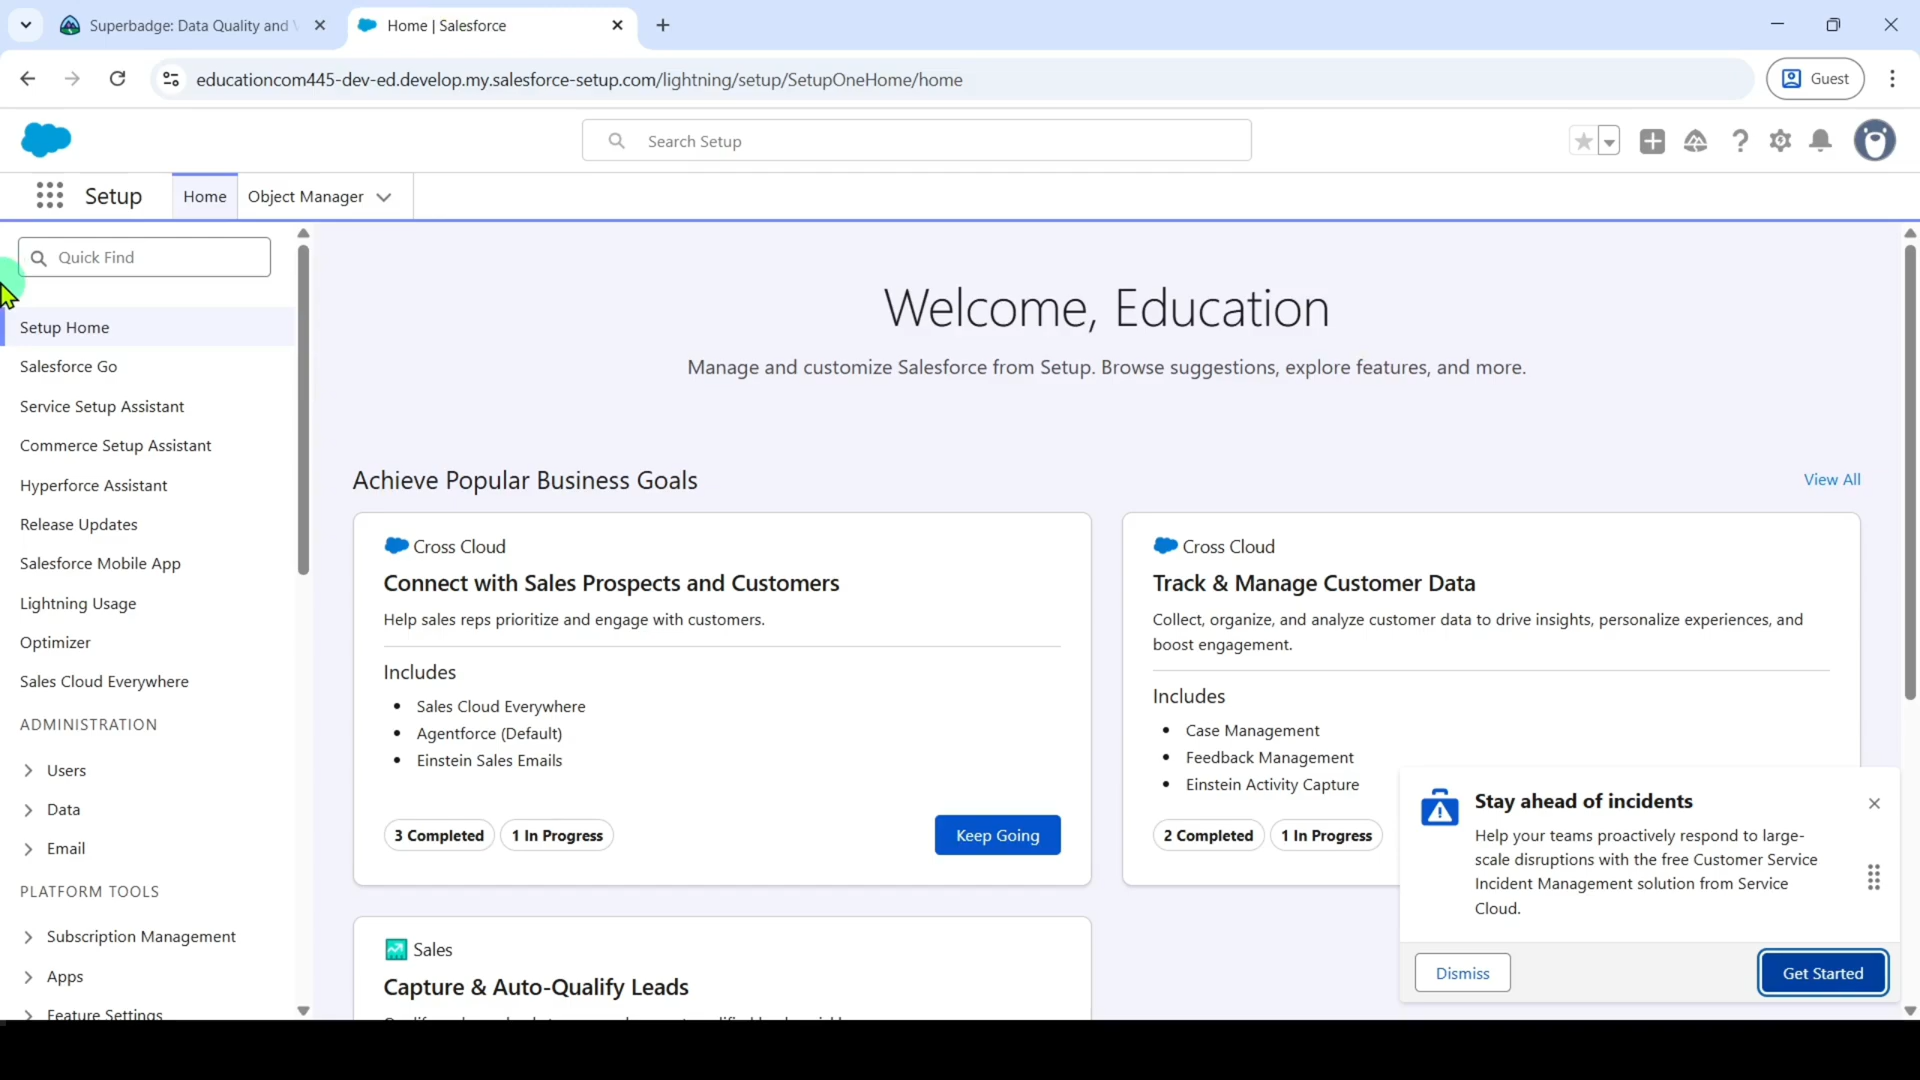 Superbadge: Data Quality and
Home | Salesforce
educationcom445-dev-ed.develop.my.salesforce-setup.com/lightning/setup/SetupOneHome/home
Guest
Search Setup
Setup
Home
Object Manager
Quick Find
Setup Home
Salesforce Go
Service Setup Assistant
Commerce Setup Assistant
Hyperforce Assistant
Release Updates
Salesforce Mobile App
Lightning Usage
Optimizer
Sales Cloud Everywhere
ADMINISTRATION
Users
Data
Email
PLATFORM TOOLS
Subscription Management
Apps
Feature Settings
Welcome, Education
Manage and customize Salesforce from Setup. Browse suggestions, explore features, and more.
Achieve Popular Business Goals
View All
Cross Cloud
Connect with Sales Prospects and Customers
Help sales reps prioritize and engage with customers.
Includes
• Sales Cloud Everywhere
• Agentforce (Default)
• Einstein Sales Emails
3 Completed
1 In Progress
Keep Going
Cross Cloud
Track & Manage Customer Data
Collect, organize, and analyze customer data to drive insights, personalize experiences, and
boost engagement.
Includes
• Case Management
• Feedback Management
• Einstein Activity Capture
2 Completed
1 In Progress
Sales
Capture & Auto-Qualify Leads
Stay ahead of incidents
Help your teams proactively respond to large-
scale disruptions with the free Customer Service
Incident Management solution from Service
Cloud.
Dismiss
Get Started